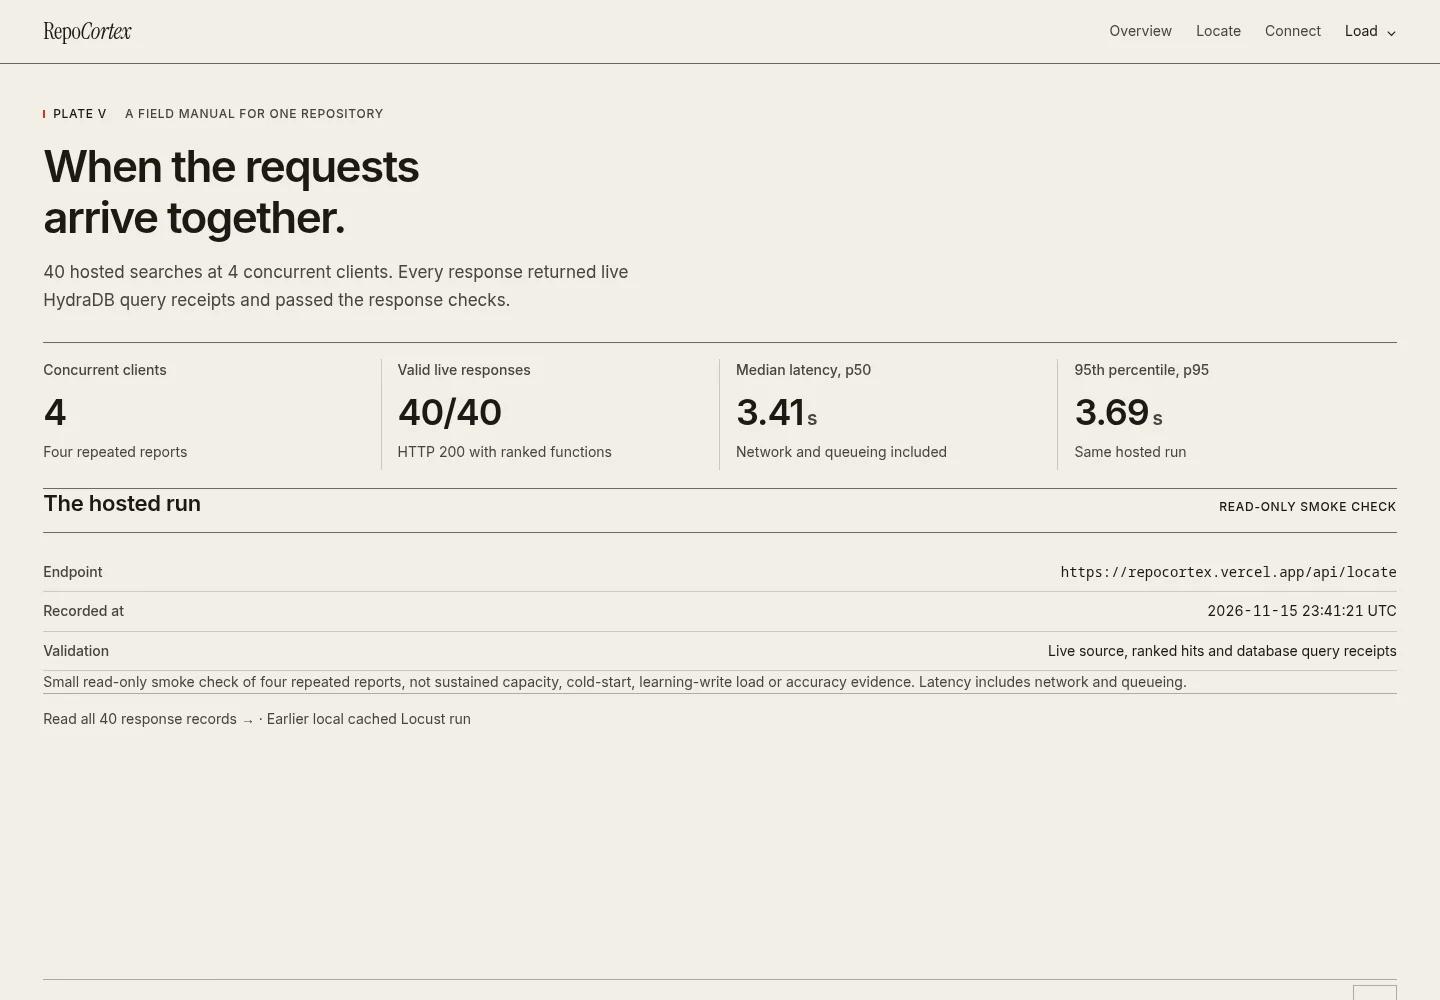 RepoCortex
Overview
Locate
Connect
Load
PLATE V
A FIELD MANUAL FOR ONE REPOSITORY
When the requests
arrive together.
40 hosted searches at 4 concurrent clients. Every response returned live
HydraDB query receipts and passed the response checks.
Concurrent clients
4
Four repeated reports
Valid live responses
40/40
HTTP 200 with ranked functions
Median latency, p50
3.41 s
Network and queueing included
95th percentile, p95
3.69 s
Same hosted run
The hosted run
READ-ONLY SMOKE CHECK
Endpoint
https://repocortex.vercel.app/api/locate
Recorded at
2026-11-15 23:41:21 UTC
Validation
Live source, ranked hits and database query receipts
Small read-only smoke check of four repeated reports, not sustained capacity, cold-start, learning-write load or accuracy evidence. Latency includes network and queueing.
Read all 40 response records → · Earlier local cached Locust run